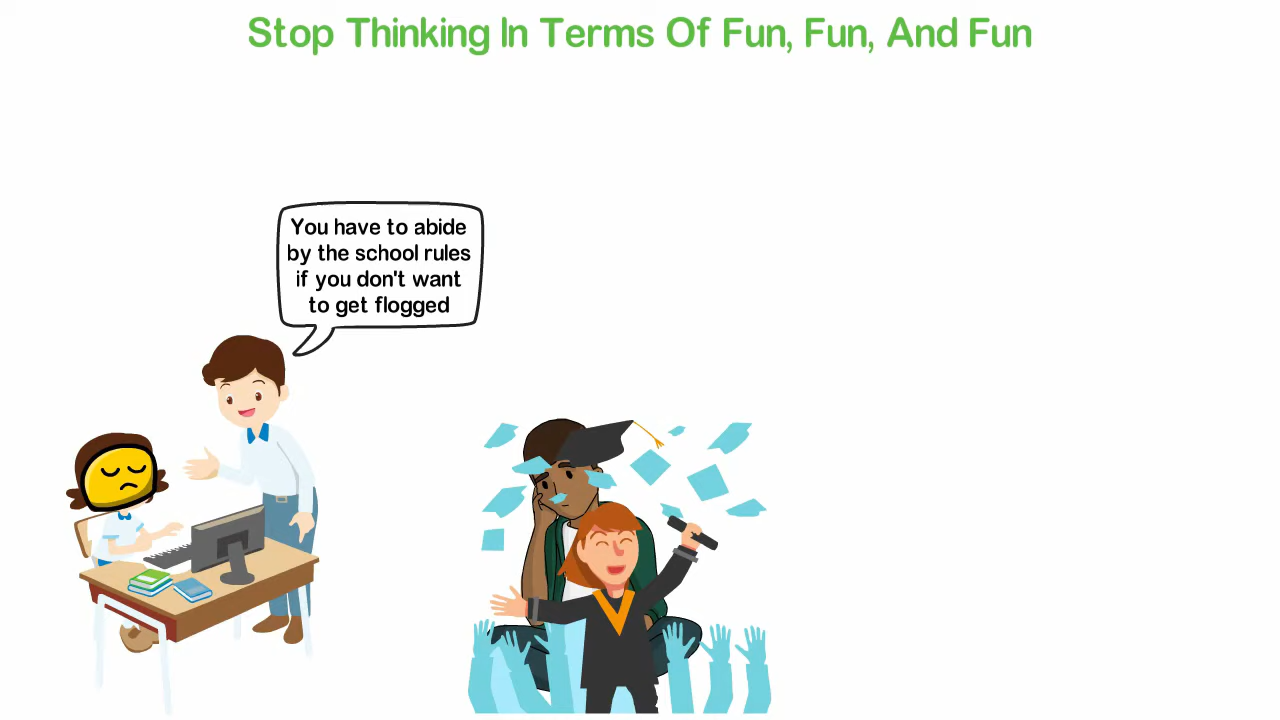 Stop Thinking In Terms Of Fun, Fun, And Fun
You have to abide
by the school rules
if you don't want
to get flogged